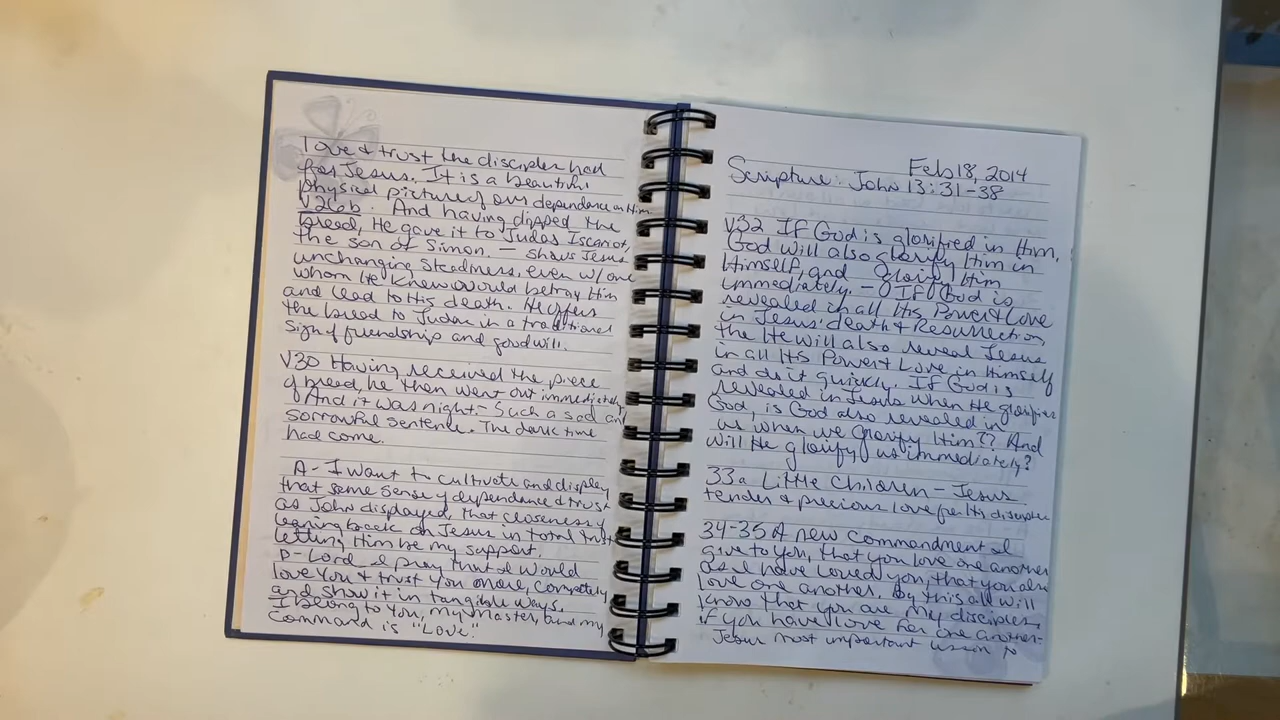 love & trust the disciples had
for Jesus. It is a beautiful
physical picture of our dependence on Him
V26b. And having dipped the
bread, He gave it to Judas Iscariot,
the son of Simon. — shows Jesus
unchanging steadiness, even w/one
whom He knew would betray Him
and lead to His death. He offers
the bread to Judas in a traditional
sign of friendship and goodwill.
V30 Having received the piece
of bread, he then went out immediately
And it was night. - Such a sad and
sorrowful sentence. The dark time
had come.
A - I want to cultivate and display
that same sense of dependence & trust
as John displayed, that closeness of
leaning back on Jesus in total trust
letting Him be my support.
P - Lord I pray that I would
love You & trust You more, completely
and show it in tangible ways.
I belong to You, my Master, and my
Command is "Love."
Feb 18, 2014
Scripture: John 13:31-38
V32 If God is glorified in Him,
God will also glorify Him in
Himself, and glorify Him
immediately. - If God is
revealed in all His Power & Love
in Jesus' death & Resurrection,
the He will also reveal Jesus
in all His Power & Love in Himself
and do it quickly. If God is
revealed in Jesus when He glorifies
God, is God also revealed in
us when we glorify Him?? And
will He glorify us immediately?
33a Little Children - Jesus
tender & precious love for His disciples
34-35 A new Commandment I
give to you, that you love one another
as I have loved you, that you also
love one another. By this all will
know that you are My disciples,
if you have love for one another-
Jesus most important